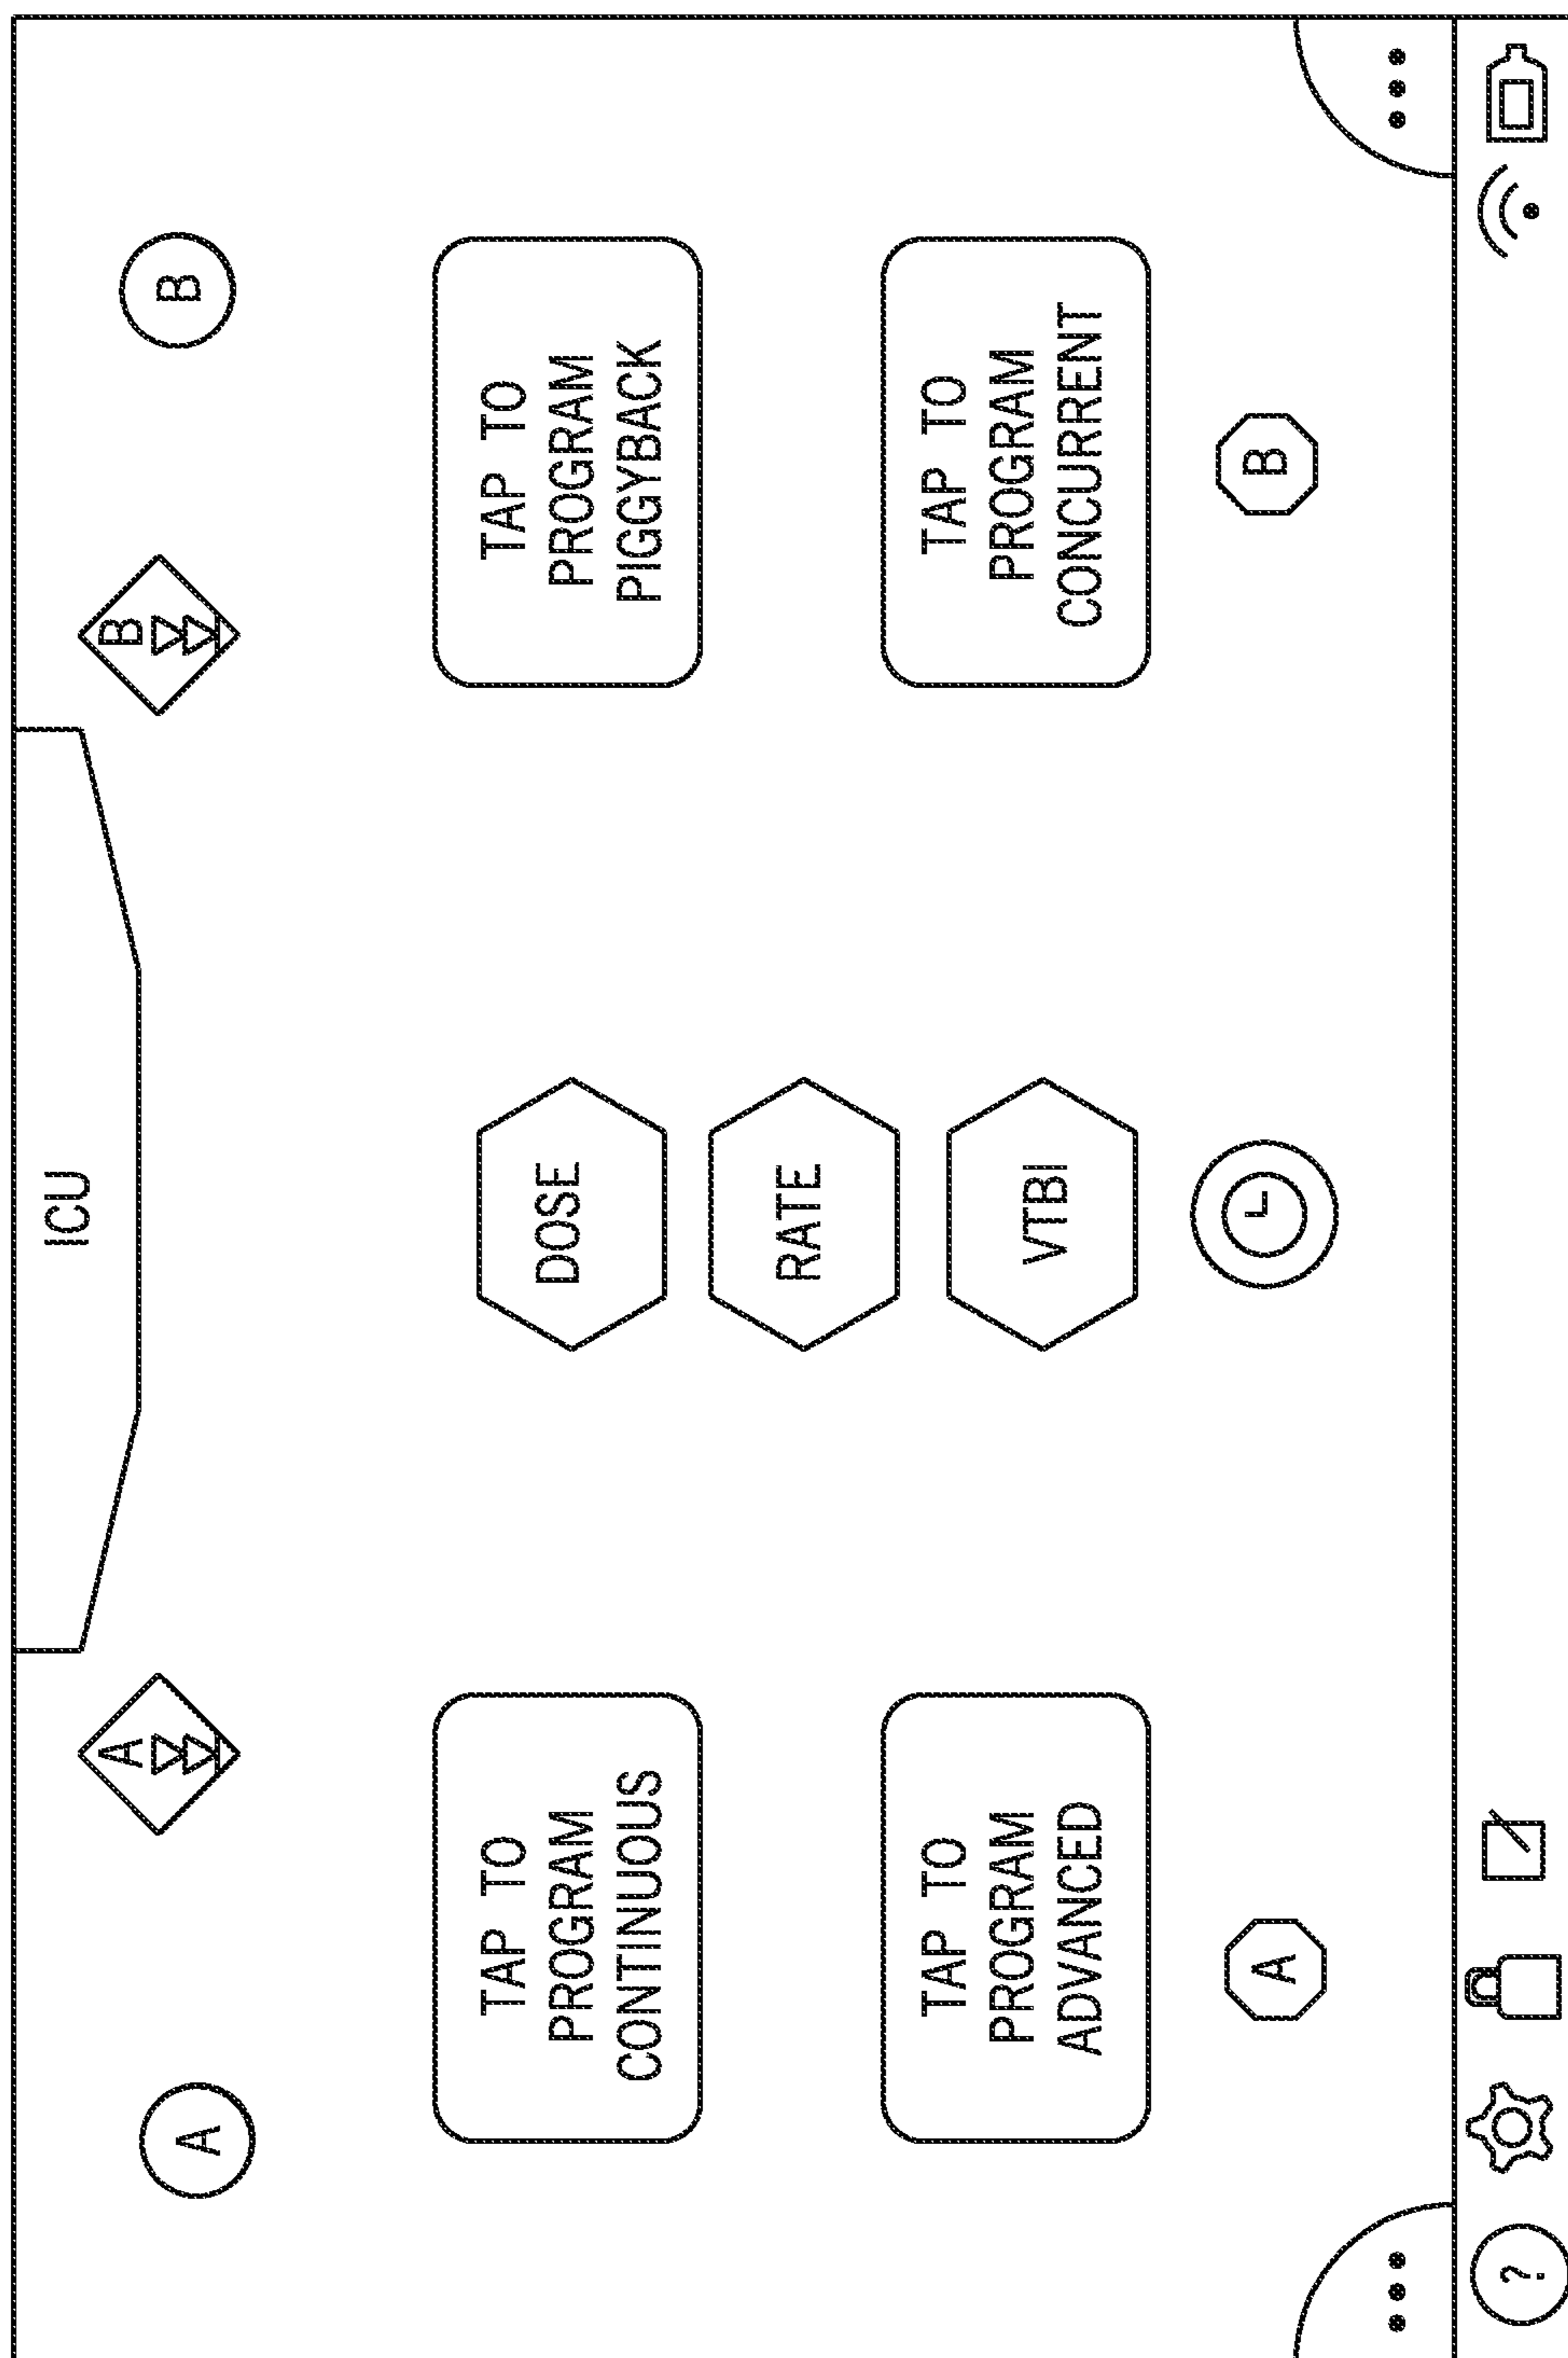 ICU
A
A
B
B
TAP TO
PROGRAM
CONTINUOUS
DOSE
TAP TO
PROGRAM
PIGGYBACK
RATE
TAP TO
PROGRAM
ADVANCED
VTBI
TAP TO
PROGRAM
CONCURRENT
A
B
?